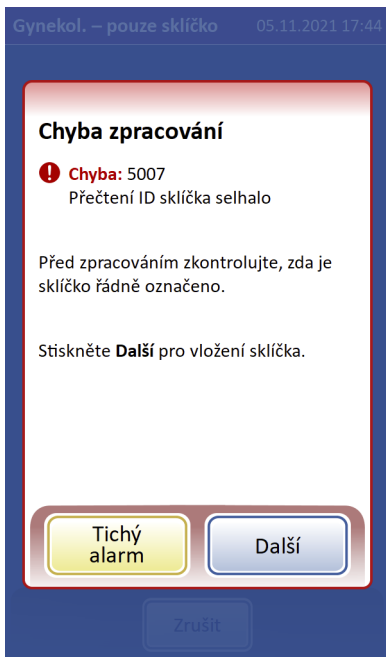 Gynekol. – pouze sklíčko 05.11.2021 17:44
Chyba zpracování
Chyba: 5007
Přečtení ID sklíčka selhalo
Před zpracováním zkontrolujte, zda je
sklíčko řádně označeno.
Stiskněte Další pro vložení sklíčka.
Tichý
alarm
Další
Zrušit